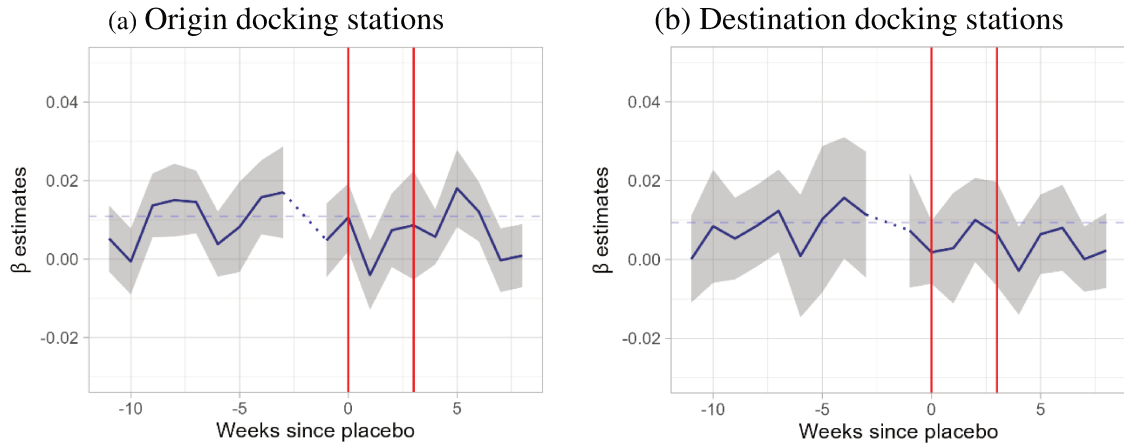 (a) Origin docking stations
0.04
0.02
0.00
-0.02
β estimates
-10
-5
0
5
Weeks since placebo
(b) Destination docking stations
0.04
0.02
0.00
-0.02
β estimates
-10
-5
0
5
Weeks since placebo